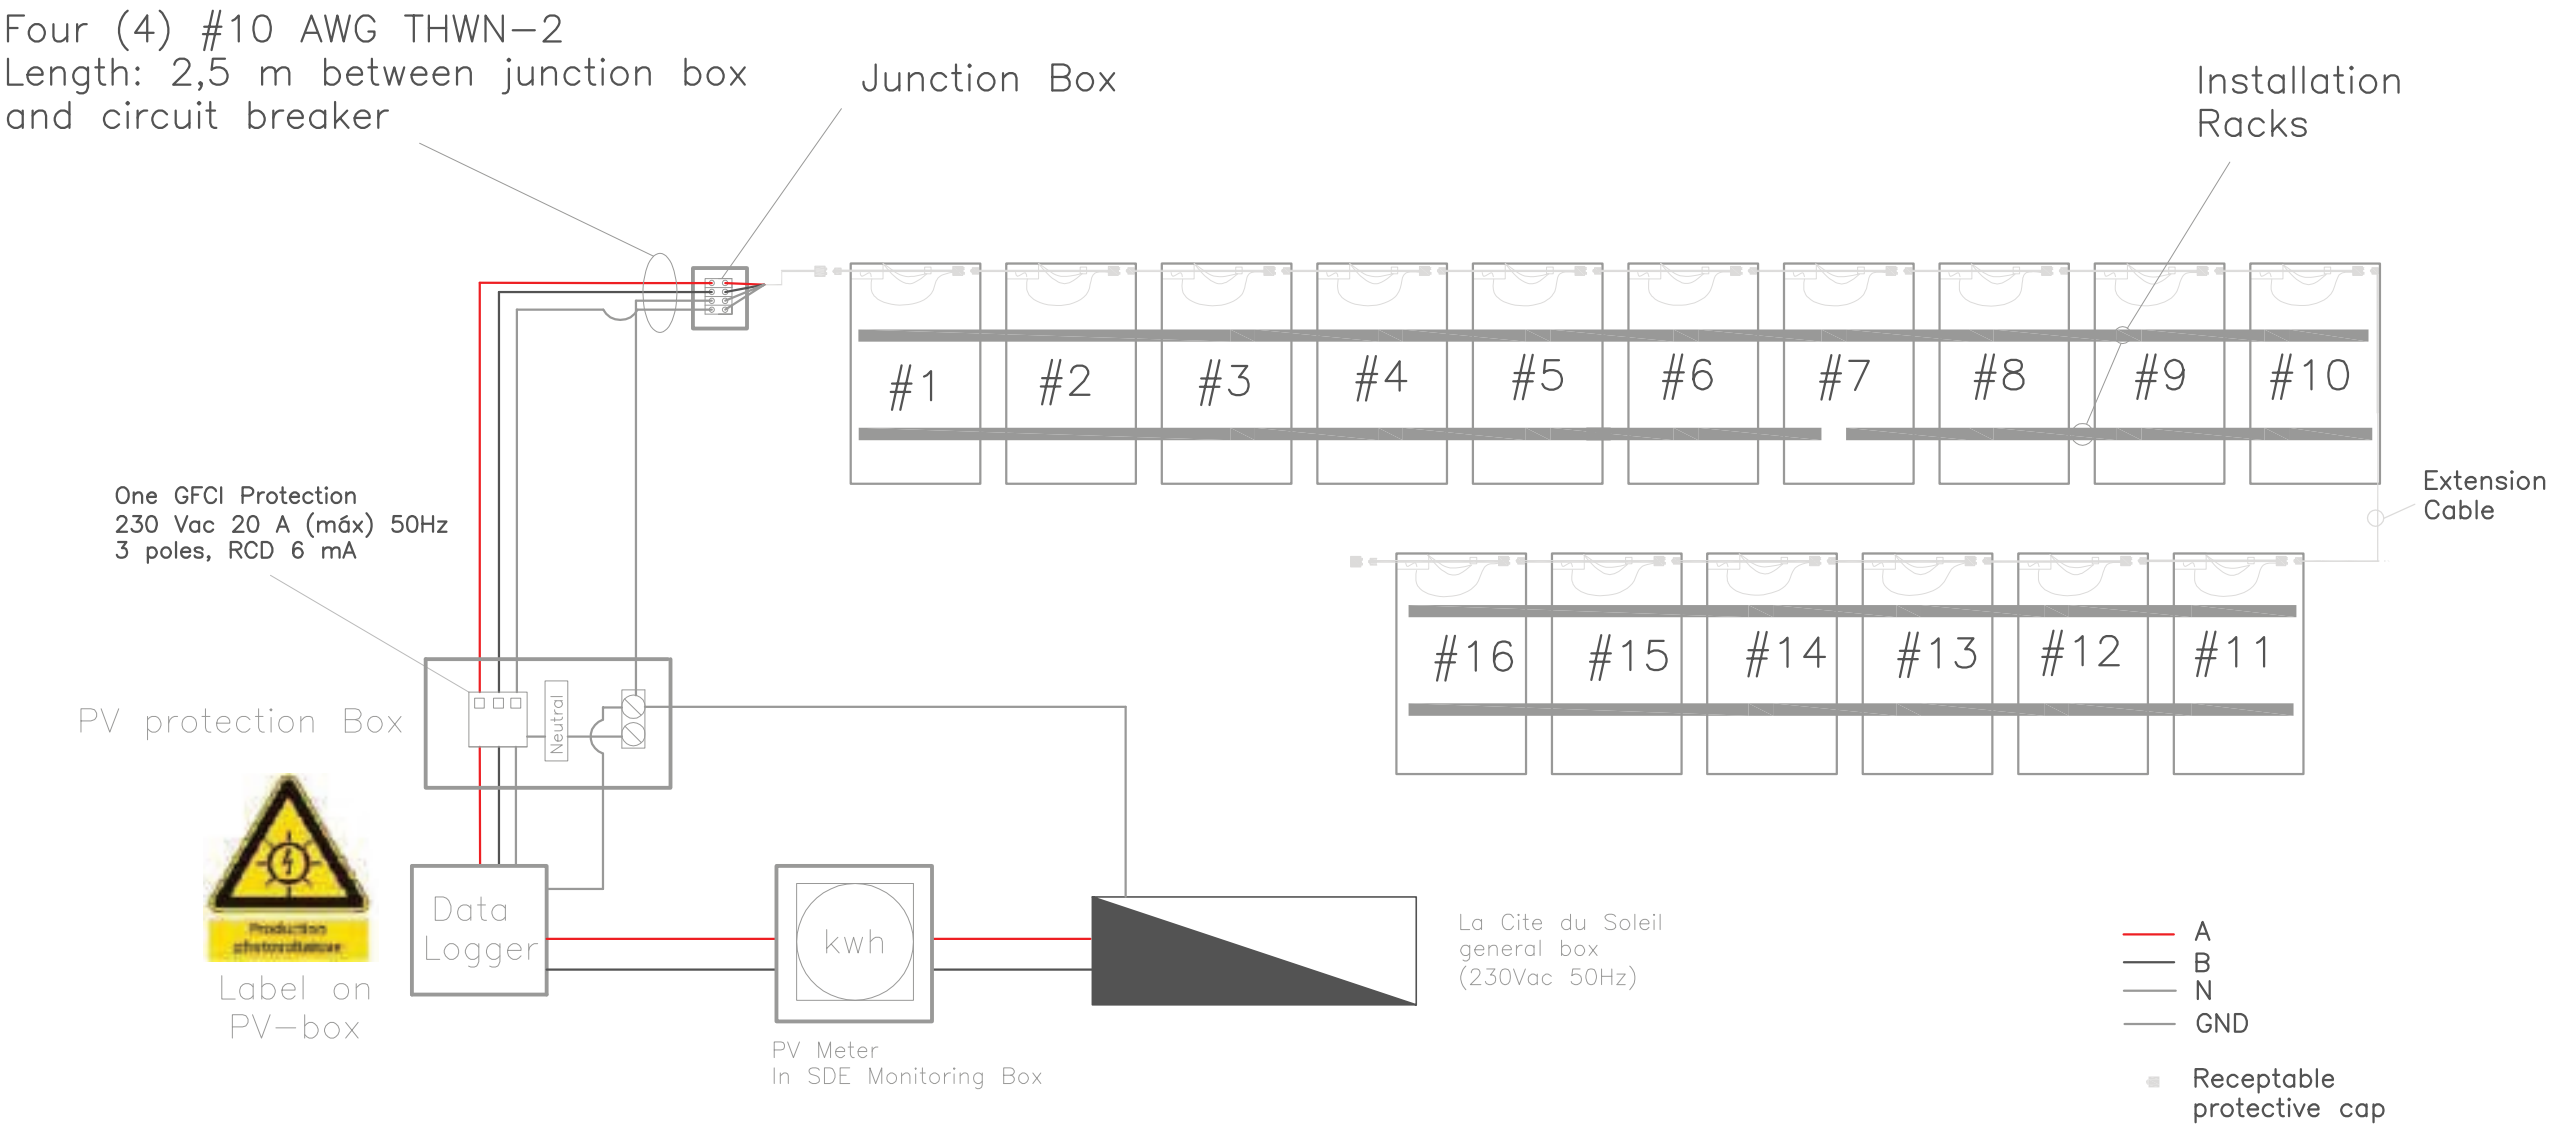 Four (4) #10 AWG THWN-2
Length: 2,5 m between junction box
and circuit breaker
Junction Box
Installation
Racks
#1
#2
#3
#4
#5
#6
#7
#8
#9
#10
One GFCI Protection
230 Vac 20 A (máx) 50Hz
3 poles, RCD 6 mA
Extension
Cable
#16
#15
#14
#13
#12
#11
PV protection Box
Neutral
Production
photovoltaïque
Label on
PV-box
Data
Logger
kwh
PV Meter
In SDE Monitoring Box
La Cite du Soleil
general box
(230Vac 50Hz)
A
B
N
GND
Receptable
protective cap